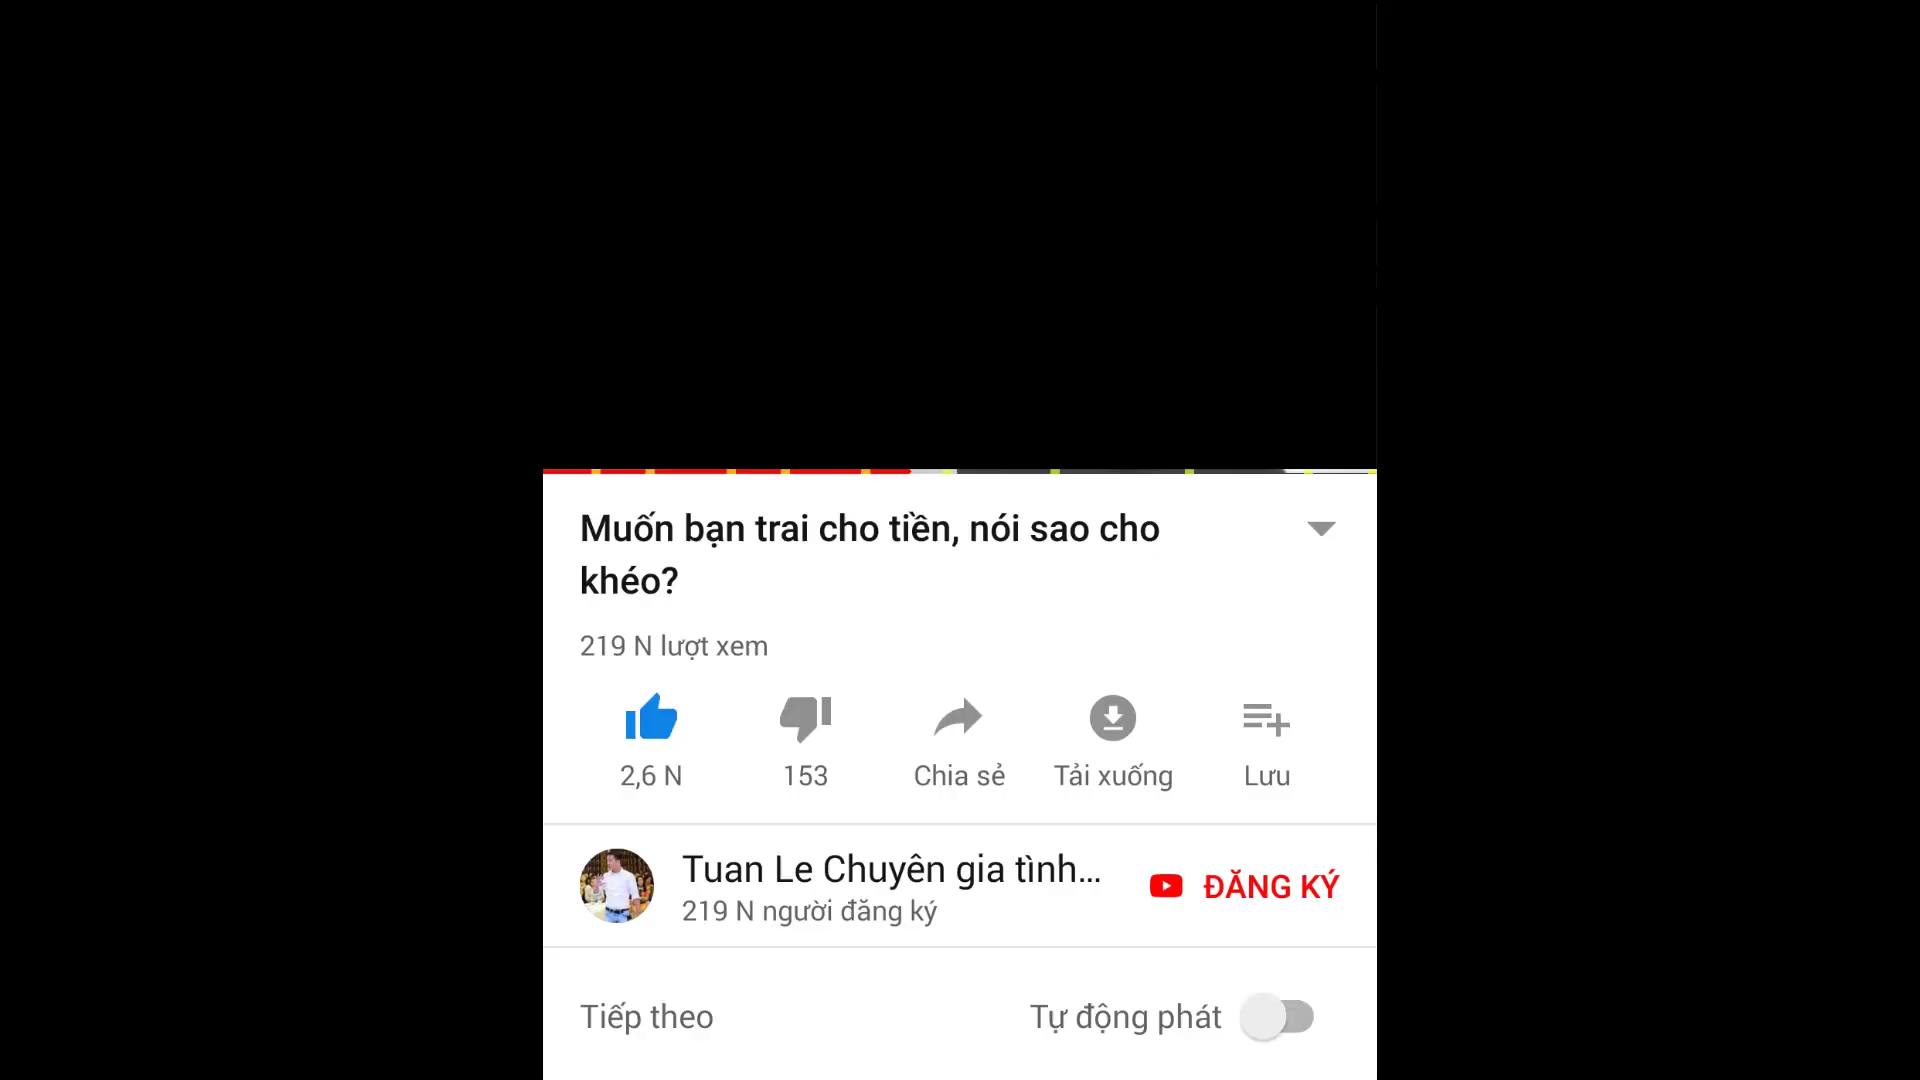 Muốn bạn trai cho tiền, nói sao cho
khéo?
219 N lượt xem
2,6 N
153
Chia sẻ
Tải xuống
Lưu
Tuan Le Chuyên gia tình...
219 N người đăng ký
ĐĂNG KÝ
Tiếp theo
Tự động phát